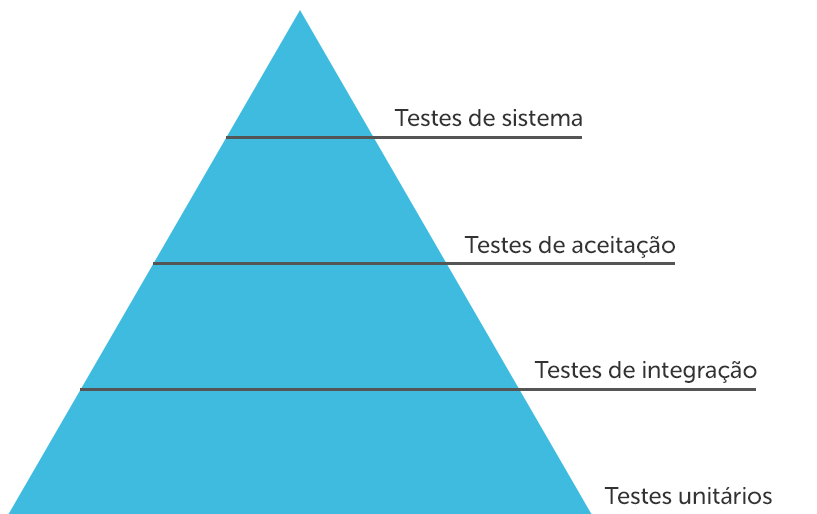 Testes de sistema
Testes de aceitação
Testes de integração
Testes unitários